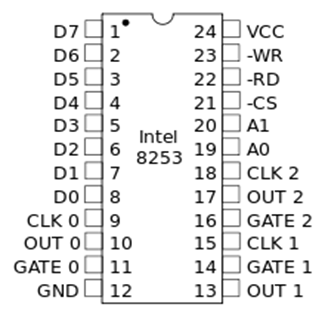 D7 1 24 VCC
D6 2 23 -WR
D5 3 22 -RD
D4 4 21 -CS
D3 5 20 A1
Intel
D2 6 19 A0
8253
D1 7 18 CLK 2
D0 8 17 OUT 2
CLK 0 9 16 GATE 2
OUT 0 10 15 CLK 1
GATE 0 11 14 GATE 1
GND 12 13 OUT 1